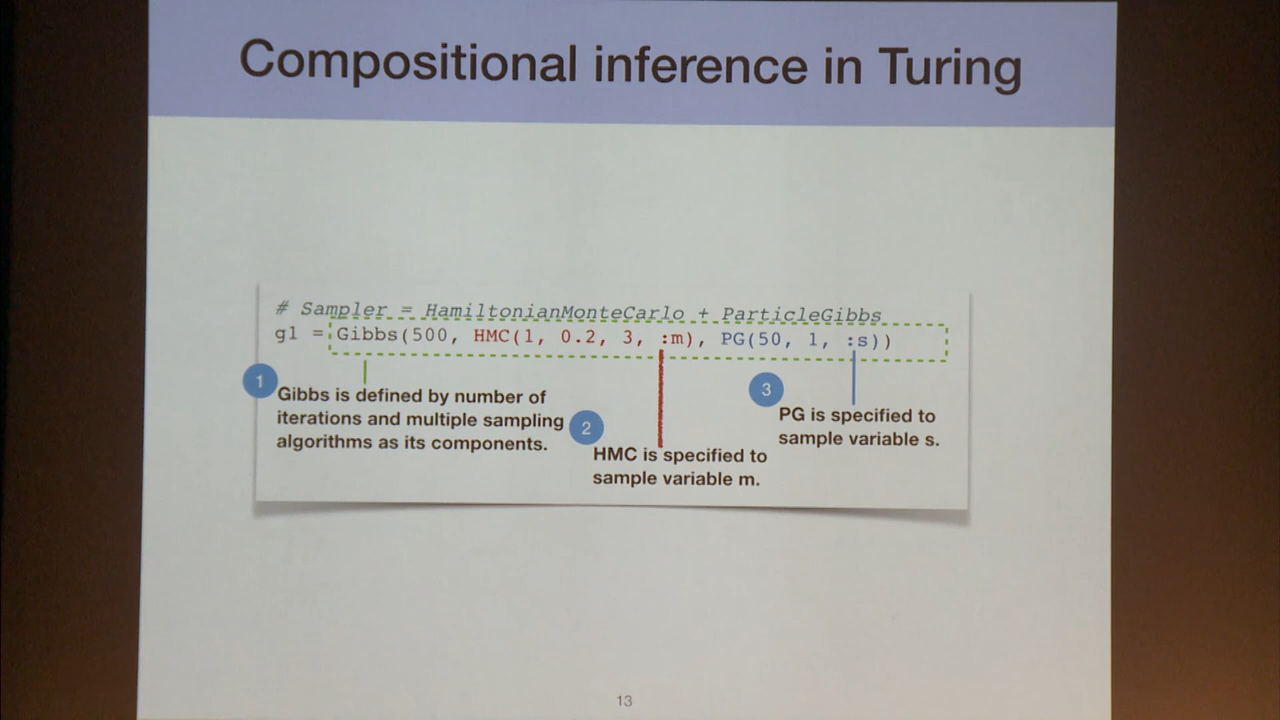 Compositional inference in Turing
# Sampler = HamiltonianMonteCarlo + ParticleGibbs
g1 = Gibbs(500, HMC(1, 0.2, 3, :m), PG(50, 1, :s))
1
Gibbs is defined by number of
iterations and multiple sampling
algorithms as its components.
2
HMC is specified to
sample variable m.
3
PG is specified to
sample variable s.
13